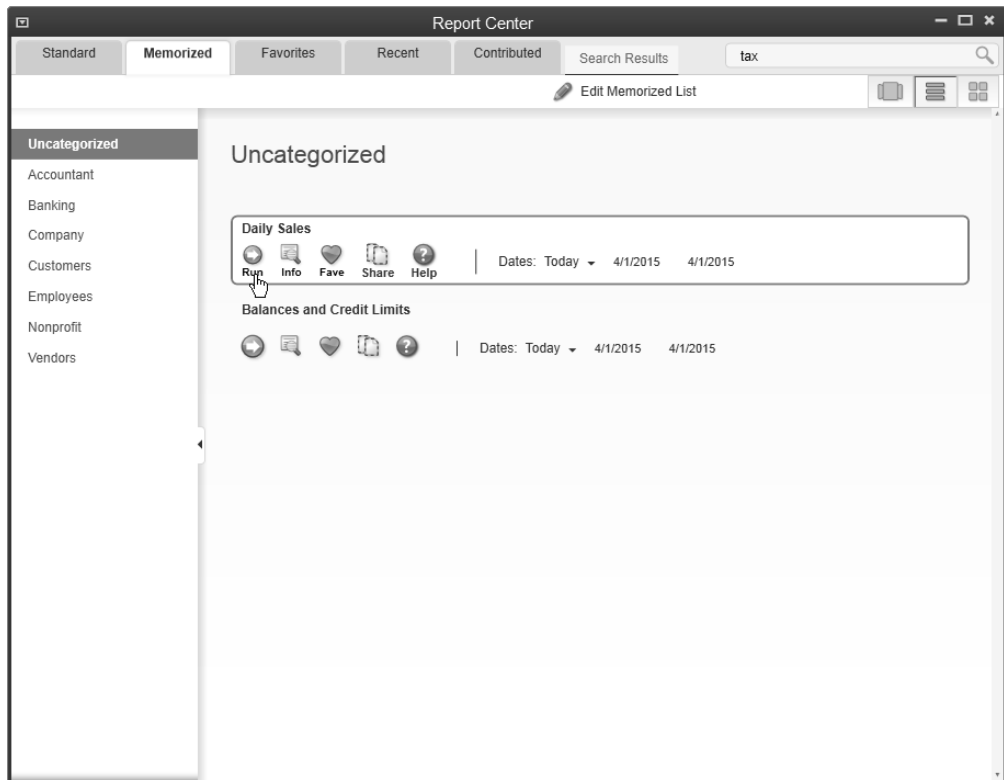 Report Center
Standard Memorized Favorites Recent Contributed Search Results tax
Edit Memorized List
Uncategorized
Accountant
Banking
Company
Customers
Employees
Nonprofit
Vendors
Uncategorized
Daily Sales
Run Info Fave Share Help Dates: Today 4/1/2015 4/1/2015
Balances and Credit Limits
Dates: Today 4/1/2015 4/1/2015